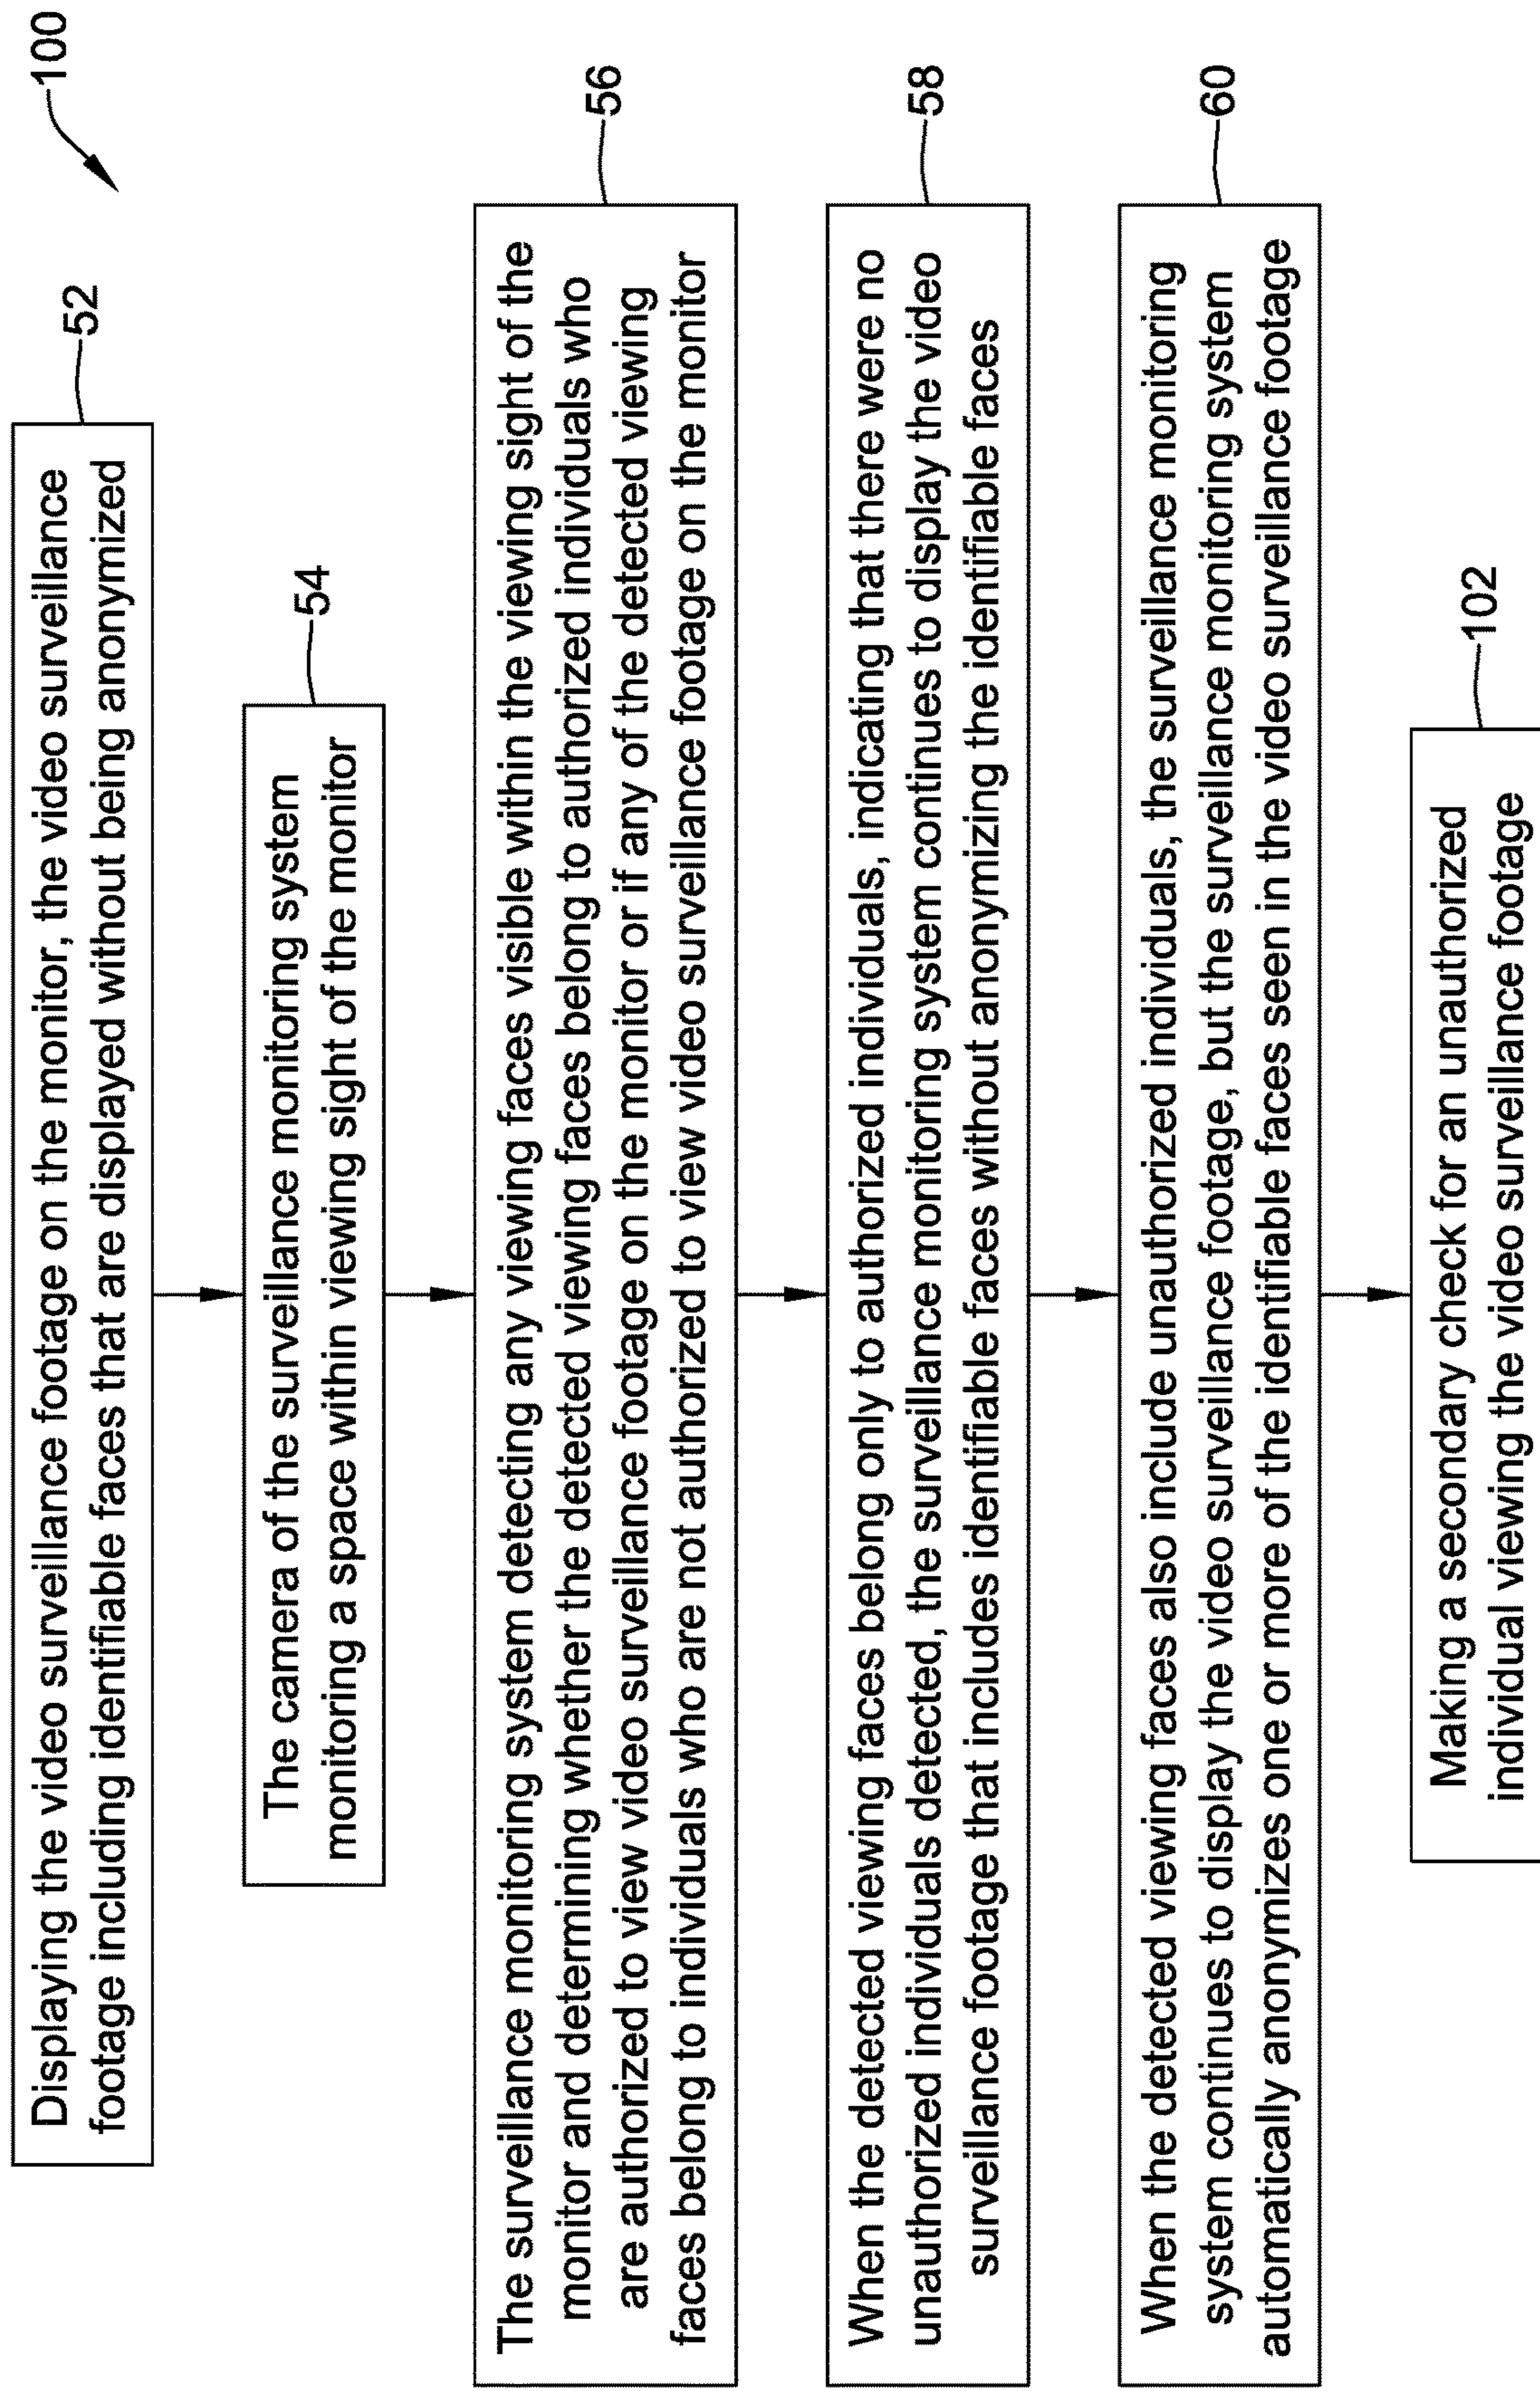 100
52
Displaying the video surveillance footage on the monitor, the video surveillance
footage including identifiable faces that are displayed without being anonymized
54
The camera of the surveillance monitoring system
monitoring a space within viewing sight of the monitor
56
The surveillance monitoring system detecting any viewing faces visible within the viewing sight of the
monitor and determining whether the detected viewing faces belong to authorized individuals who
are authorized to view video surveillance footage on the monitor or if any of the detected viewing
faces belong to individuals who are not authorized to view video surveillance footage on the monitor
58
When the detected viewing faces belong only to authorized individuals, indicating that there were no
unauthorized individuals detected, the surveillance monitoring system continues to display the video
surveillance footage that includes identifiable faces without anonymizing the identifiable faces
60
When the detected viewing faces also include unauthorized individuals, the surveillance monitoring
system continues to display the video surveillance footage, but the surveillance monitoring system
automatically anonymizes one or more of the identifiable faces seen in the video surveillance footage
102
Making a secondary check for an unauthorized
individual viewing the video surveillance footage